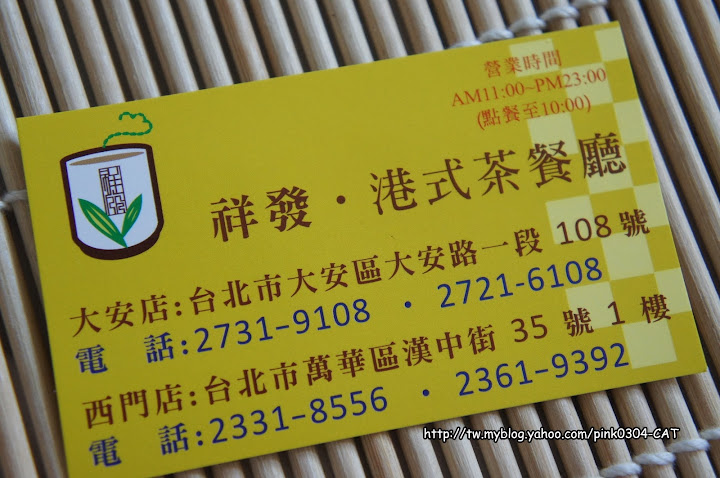 營業時間
AM11:00~PM23:00
(點餐至10:00)
祥發
祥發・港式茶餐廳
大安店:台北市大安區大安路一段 108 號
電 話:2731-9108 ・ 2721-6108
西門店:台北市萬華區漢中街 35 號 1 樓
電 話:2331-8556 ・ 2361-9392
http://tw.myblog.yahoo.com/pink0304-CAT